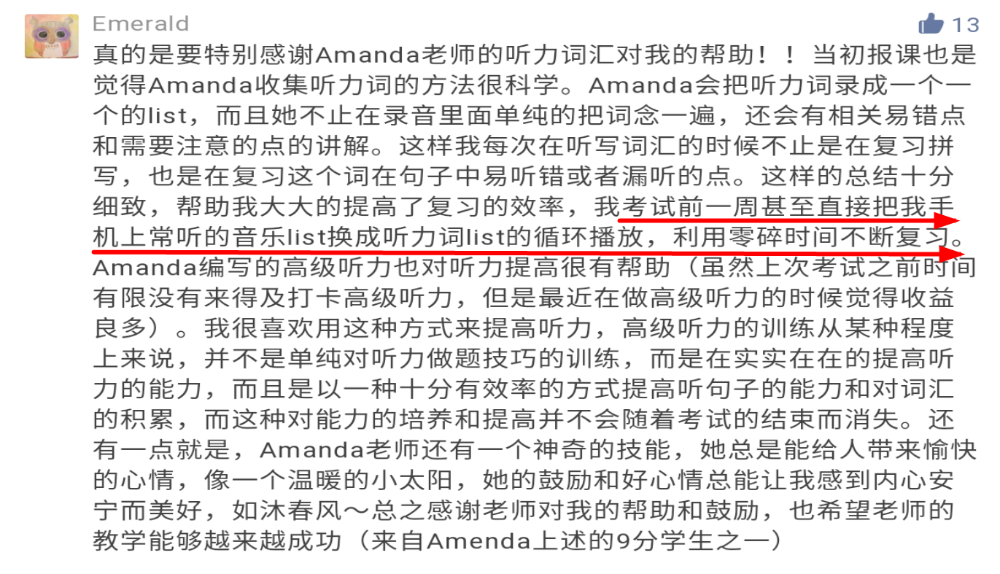 Emerald
13
真的是要特别感谢Amanda老师的听力词汇对我的帮助！！当初报课也是
觉得Amanda收集听力词的方法很科学。Amanda会把听力词录成一个一
个的list，而且她不止在录音里面单纯的把词念一遍，还会有相关易错点
和需要注意的点的讲解。这样我每次在听写词汇的时候不止是在复习拼
写，也是在复习这个词在句子中易听错或者漏听的点。这样的总结十分
细致，帮助我大大的提高了复习的效率，我考试前一周甚至直接把我手
机上常听的音乐list换成听力词list的循环播放，利用零碎时间不断复习。
Amanda编写的高级听力也对听力提高很有帮助（虽然上次考试之前时间
有限没有来得及打卡高级听力，但是最近在做高级听力的时候觉得收益
良多）。我很喜欢用这种方式来提高听力，高级听力的训练从某种程度
上来说，并不是单纯对听力做题技巧的训练，而是在实实在在的提高听
力的能力，而且是以一种十分有效率的方式提高听句子的能力和对词汇
的积累，而这种对能力的培养和提高并不会随着考试的结束而消失。还
有一点就是，Amanda老师还有一个神奇的技能，她总是能给人带来愉快
的心情，像一个温暖的小太阳，她的鼓励和好心情总能让我感到内心安
宁而美好，如沐春风～总之感谢老师对我的帮助和鼓励，也希望老师的
教学能够越来越成功（来自Amenda上述的9分学生之一）